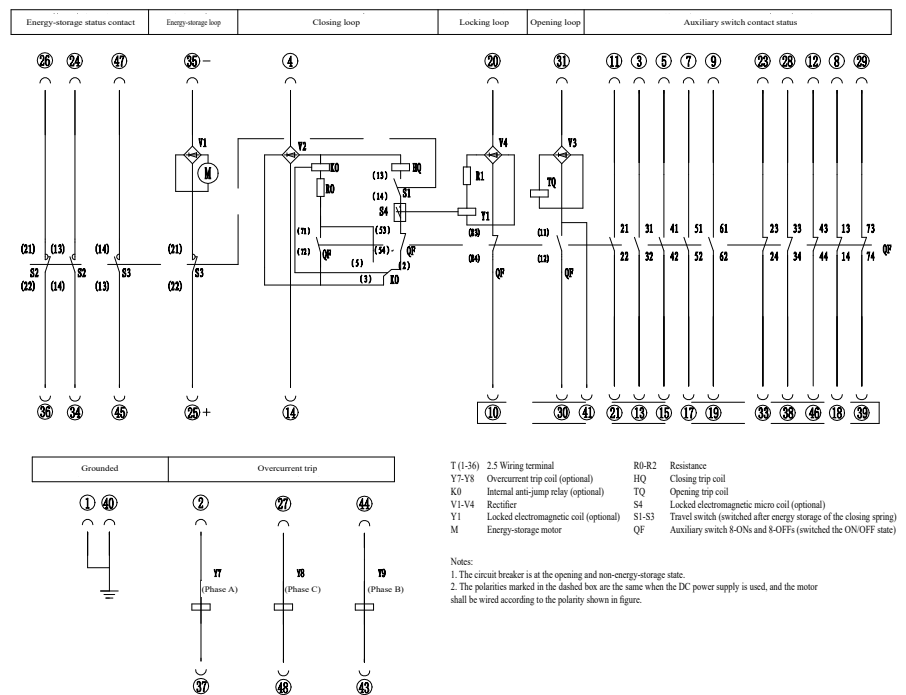 Energy-storage status contact Energy-storage loop Closing loop Locking loop Opening loop Auxiliary switch contact status
26 24 47 35 − 4 20 31 11 3 5 7 9 23 28 12 8 29
V1 V2 V4 V3
M K0 HQ R1 TQ
(13)
R0 (14) S1
S4 Y1
(71) (53) (11) 21 31 41 51 61 23 33 43 13 73
(21) (13) (14) (21)
(72) QF (54) QF (12) 22 32 42 52 62 24 34 44 14 74 QF
S2 S2 S3 S3 (5) (2) QF QF
(22) (14) (13) (22) (3) K0
36 34 45 25 + 14 10 30 41 21 13 15 17 19 33 38 46 18 39
Grounded Overcurrent trip
1 40 2 27 44
Y7 Y8 Y9
(Phase A) (Phase C) (Phase B)
37 48 43
T (1-36) 2.5 Wiring terminal R0-R2 Resistance
Y7-Y8 Overcurrent trip coil (optional) HQ Closing trip coil
K0 Internal anti-jump relay (optional) TQ Opening trip coil
V1-V4 Rectifier S4 Locked electromagnetic micro coil (optional)
Y1 Locked electromagnetic coil (optional) S1-S3 Travel switch (switched after energy storage of the closing spring)
M Energy-storage motor QF Auxiliary switch 8-ONs and 8-OFFs (switched the ON/OFF state)
Notes:
1. The circuit breaker is at the opening and non-energy-storage state.
2. The polarities marked in the dashed box are the same when the DC power supply is used, and the motor
shall be wired according to the polarity shown in figure.